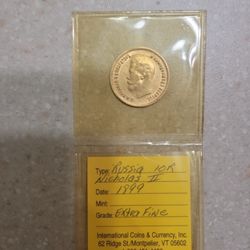 Type: Russia 10R
Nicholas II
Date: 1899
Mint:
Grade: Extra Fine
International Coins & Currency, Inc.
62 Ridge St./Montpelier, VT 05602